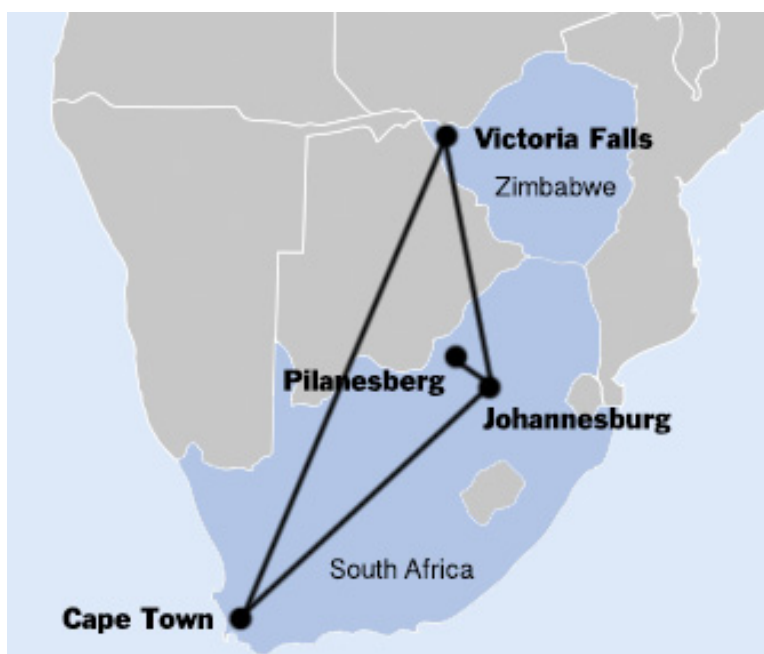 Victoria Falls
Zimbabwe
Pilanesberg
Johannesburg
South Africa
Cape Town